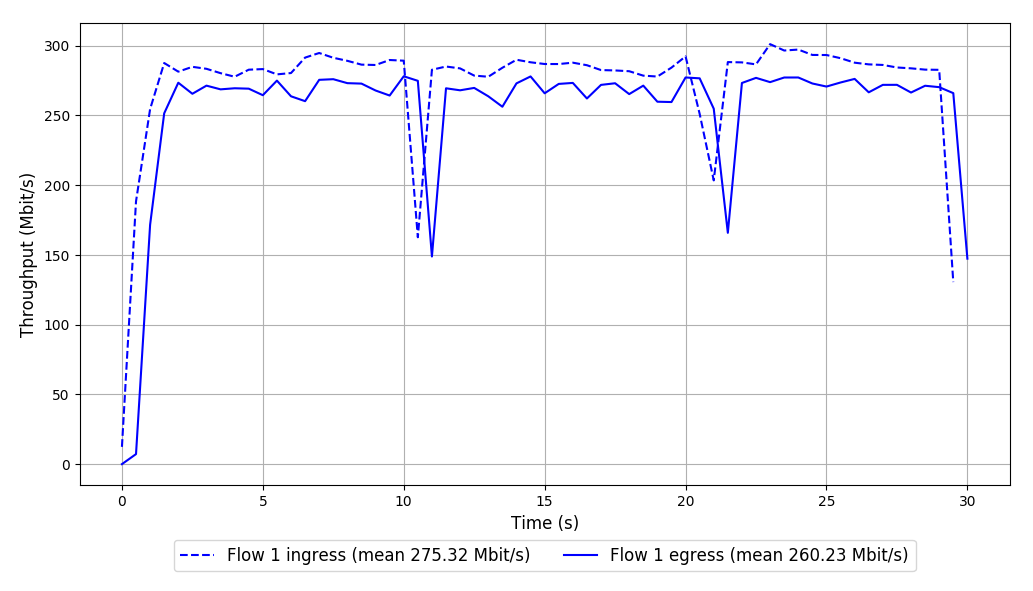 Throughput (Mbit/s)
300
250
200
150
100
50
0
0 5 10 15 20 25 30
Time (s)
Flow 1 ingress (mean 275.32 Mbit/s) Flow 1 egress (mean 260.23 Mbit/s)